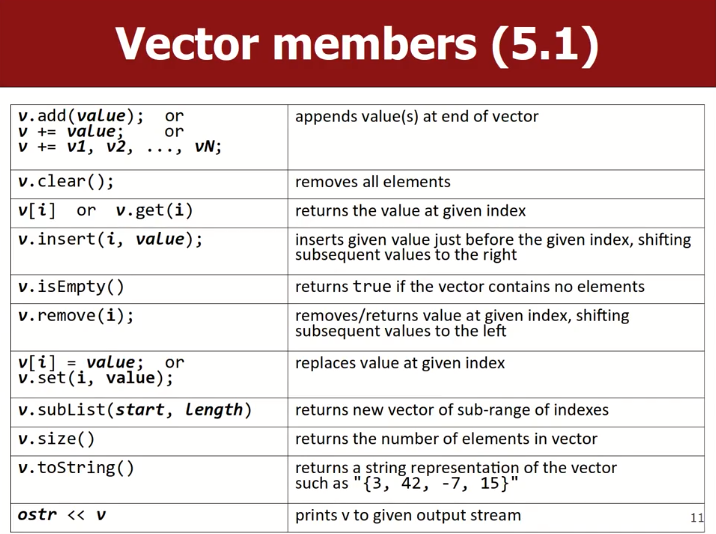 Vector members (5.1)
v.add(value); or
v += value; or
v += v1, v2, ..., vN;
appends value(s) at end of vector
v.clear();
removes all elements
v[i] or v.get(i)
returns the value at given index
v.insert(i, value);
inserts given value just before the given index, shifting
subsequent values to the right
v.isEmpty()
returns true if the vector contains no elements
v.remove(i);
removes/returns value at given index, shifting
subsequent values to the left
v[i] = value; or
v.set(i, value);
replaces value at given index
v.subList(start, length)
returns new vector of sub-range of indexes
v.size()
returns the number of elements in vector
v.toString()
returns a string representation of the vector
such as "{3, 42, -7, 15}"
ostr << v
prints v to given output stream
11